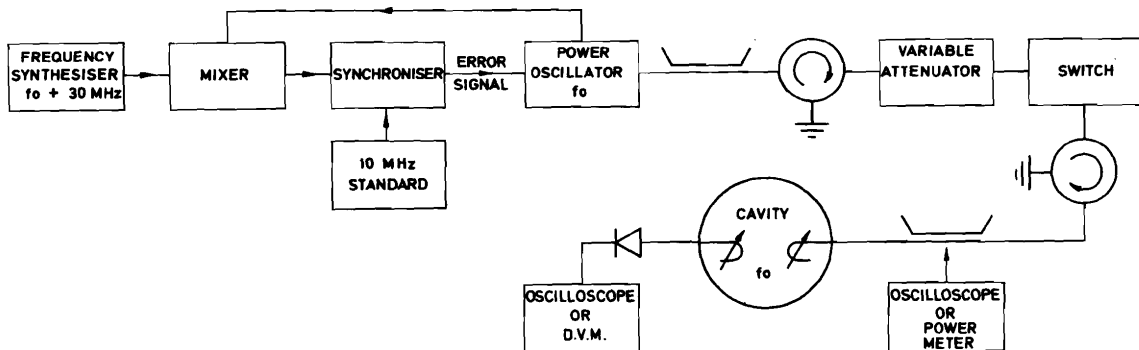 FREQUENCY
SYNTHESISER
fo + 30 MHz
MIXER
SYNCHRONISER
ERROR
SIGNAL
POWER
OSCILLATOR
fo
VARIABLE
ATTENUATOR
SWITCH
10 MHz
STANDARD
CAVITY
fo
OSCILLOSCOPE
OR
D.V.M.
OSCILLOSCOPE
OR
POWER
METER